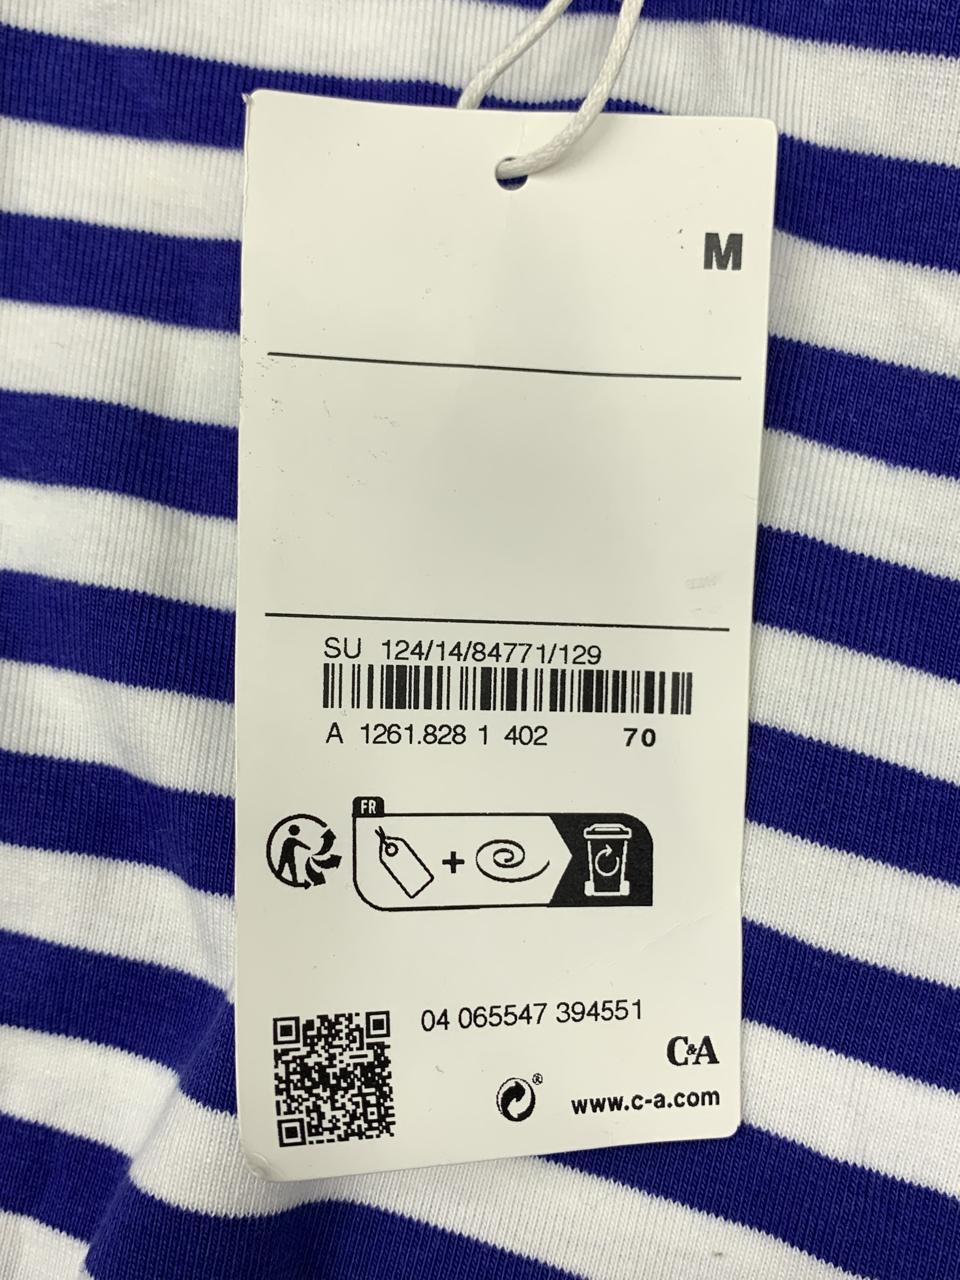 M
SU 124/14/84771/129
A 1261.828 1 402 70
FR
04 065547 394551
C&A
®
www.c-a.com